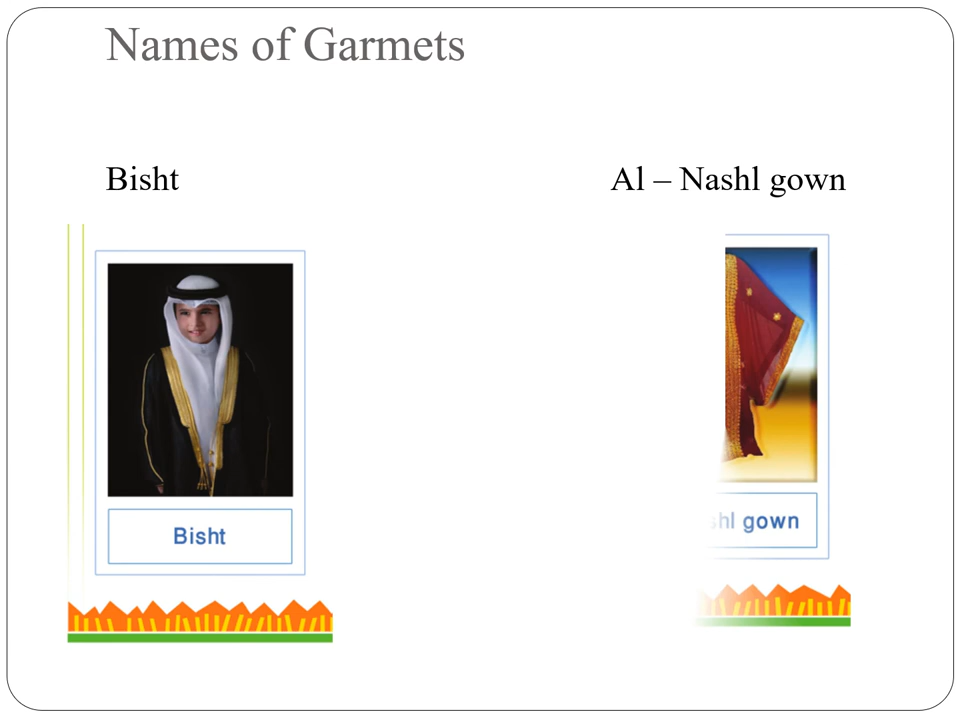 Names of Garmets
Bisht
Al – Nashl gown
Bisht
shl gown